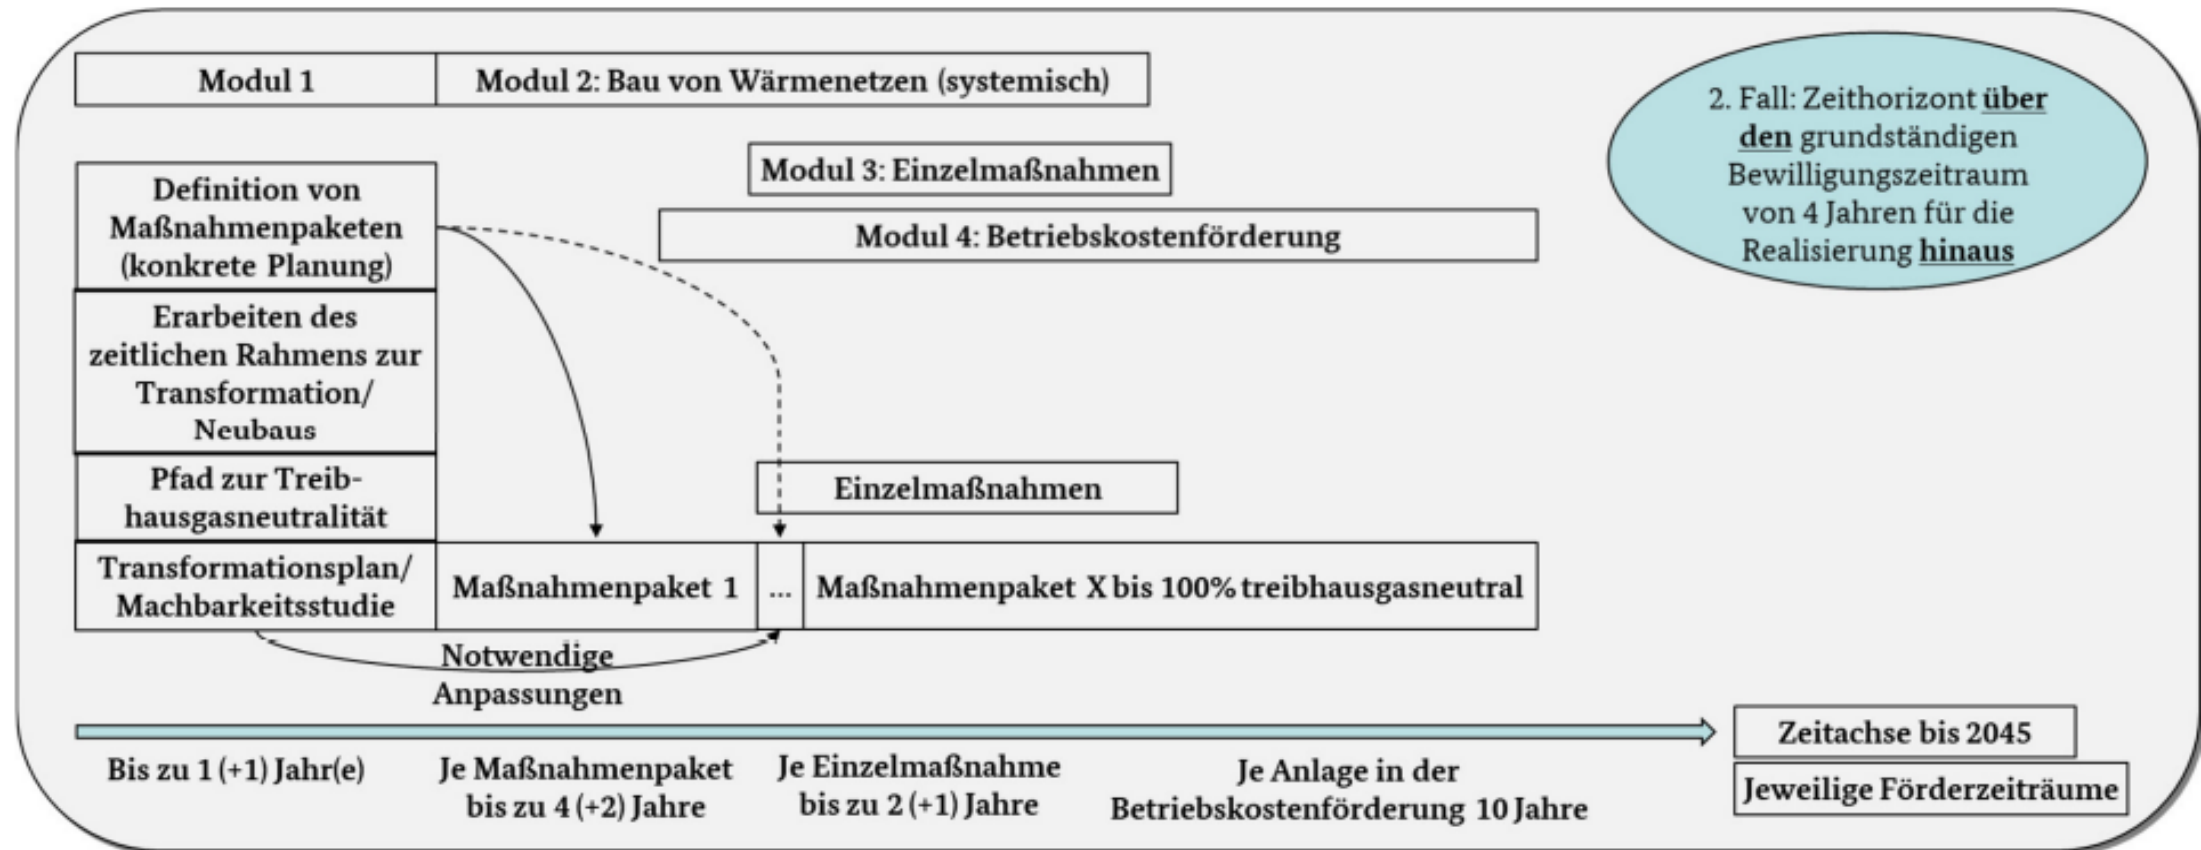 Modul 1
Modul 2: Bau von Wärmenetzen (systemisch)
2. Fall: Zeithorizont über
den grundständigen
Bewilligungszeitraum
von 4 Jahren für die
Realisierung hinaus
Modul 3: Einzelmaßnahmen
Modul 4: Betriebskostenförderung
Definition von
Maßnahmenpaketen
(konkrete Planung)
Erarbeiten des
zeitlichen Rahmens zur
Transformation/
Neubaus
Pfad zur Treib-
hausgasneutralität
Einzelmaßnahmen
Transformationsplan/
Machbarkeitsstudie
Maßnahmenpaket 1
...
Maßnahmenpaket X bis 100% treibhausgasneutral
Notwendige
Anpassungen
Zeitachse bis 2045
Bis zu 1 (+1) Jahr(e)
Je Maßnahmenpaket
bis zu 4 (+2) Jahre
Je Einzelmaßnahme
bis zu 2 (+1) Jahre
Je Anlage in der
Betriebskostenförderung 10 Jahre
Jeweilige Förderzeiträume